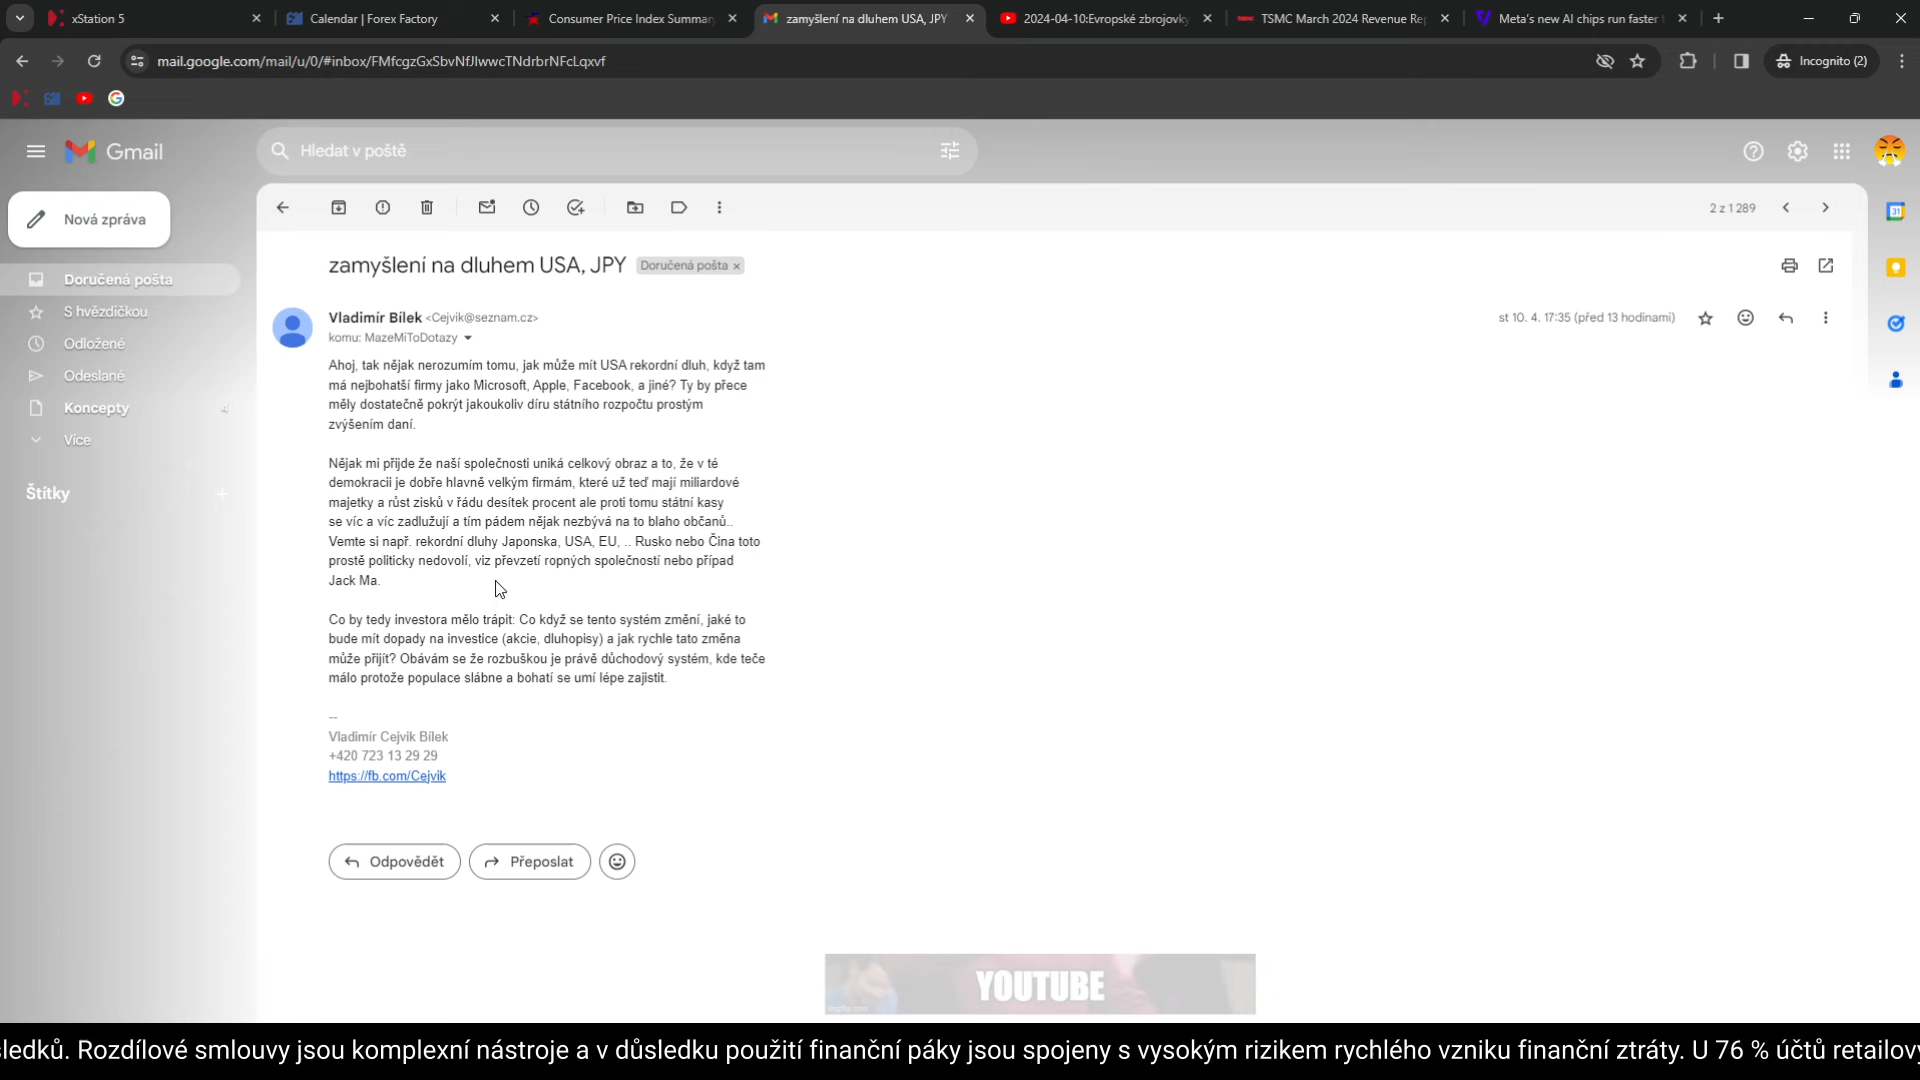 xStation 5
Calendar | Forex Factory
Consumer Price Index Summary
zamyšlení na dluhem USA, JPY
2024-04-10:Evropské zbrojovky
TSMC March 2024 Revenue Re
Meta's new AI chips run faster
mail.google.com/mail/u/0/#inbox/FMfcgzGxSbvNfJlwwcTNdrbrNFcLqxvf
Incognito (2)
Gmail
Hledat v poště
Nová zpráva
2 z 1 289
zamyšlení na dluhem USA, JPY
Doručená pošta ×
Doručená pošta
S hvězdičkou
Odložené
Odeslané
Koncepty
Více
Štítky
Vladimír Bílek <Cejvik@seznam.cz>
st 10. 4. 17:35 (před 13 hodinami)
komu: MazeMiToDotazy
Ahoj, tak nějak nerozumím tomu, jak může mít USA rekordní dluh, když tam
má nejbohatší firmy jako Microsoft, Apple, Facebook, a jiné? Ty by přece
měly dostatečně pokrýt jakoukoliv díru státního rozpočtu prostým
zvýšením daní.
Nějak mi přijde že naší společnosti uniká celkový obraz a to, že v té
demokracii je dobře hlavně velkým firmám, které už teď mají miliardové
majetky a růst zisků v řádu desítek procent ale proti tomu státní kasy
se víc a víc zadlužují a tím pádem nějak nezbývá na to blaho občanů..
Vemte si např. rekordní dluhy Japonska, USA, EU, .. Rusko nebo Čína toto
prostě politicky nedovolí, viz převzetí ropných společností nebo případ
Jack Ma.
Co by tedy investora mělo trápit: Co když se tento systém změní, jaké to
bude mít dopady na investice (akcie, dluhopisy) a jak rychle tato změna
může přijít? Obávám se že rozbuškou je právě důchodový systém, kde teče
málo protože populace slábne a bohatí se umí lépe zajistit.
--
Vladimír Cejvik Bílek
+420 723 13 29 29
https://fb.com/Cejvik
Odpovědět
Přeposlat
YOUTUBE
imgflip.com
sledků. Rozdílové smlouvy jsou komplexní nástroje a v důsledku použití finanční páky jsou spojeny s vysokým rizikem rychlého vzniku finanční ztráty. U 76 % účtů retailov